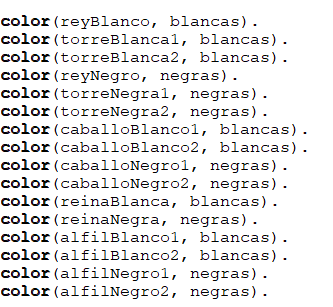 color(reyBlanco, blancas).
color(torreBlanca1, blancas).
color(torreBlanca2, blancas).
color(reyNegro, negras).
color(torreNegra1, negras).
color(torreNegra2, negras).
color(caballoBlanco1, blancas).
color(caballoBlanco2, blancas).
color(caballoNegro1, negras).
color(caballoNegro2, negras).
color(reinaBlanca, blancas).
color(reinaNegra, negras).
color(alfilBlanco1, blancas).
color(alfilBlanco2, blancas).
color(alfilNegro1, negras).
color(alfilNegro2, negras).